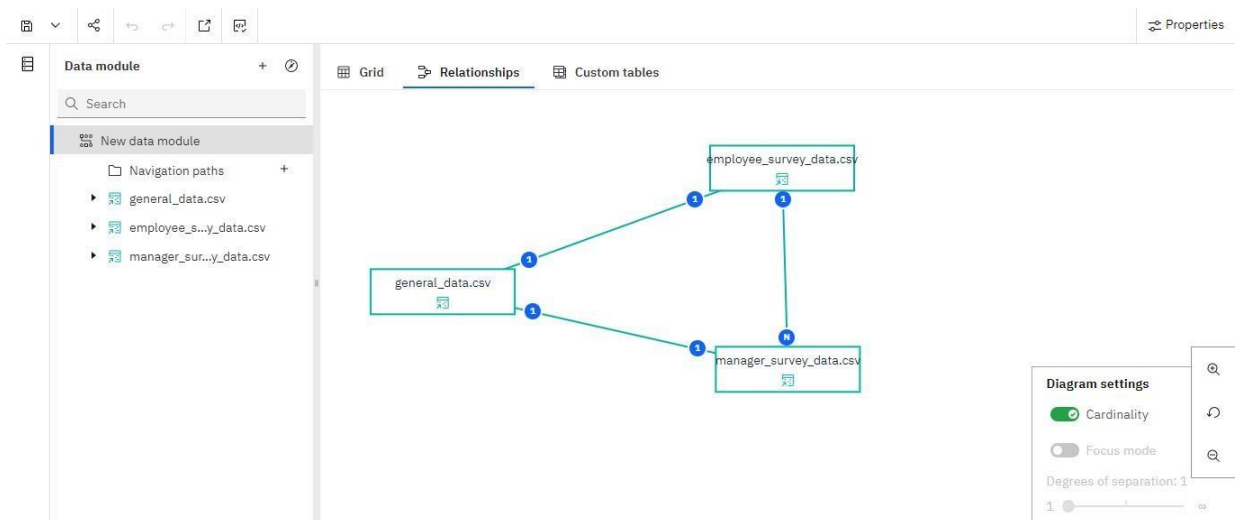 Properties
Data module
Search
New data module
Navigation paths
general_data.csv
employee_s...y_data.csv
manager_sur...y_data.csv
Grid
Relationships
Custom tables
employee_survey_data.csv
1
1
1
general_data.csv
1
1
N
manager_survey_data.csv
Diagram settings
Cardinality
Focus mode
Degrees of separation: 1
1 ∞